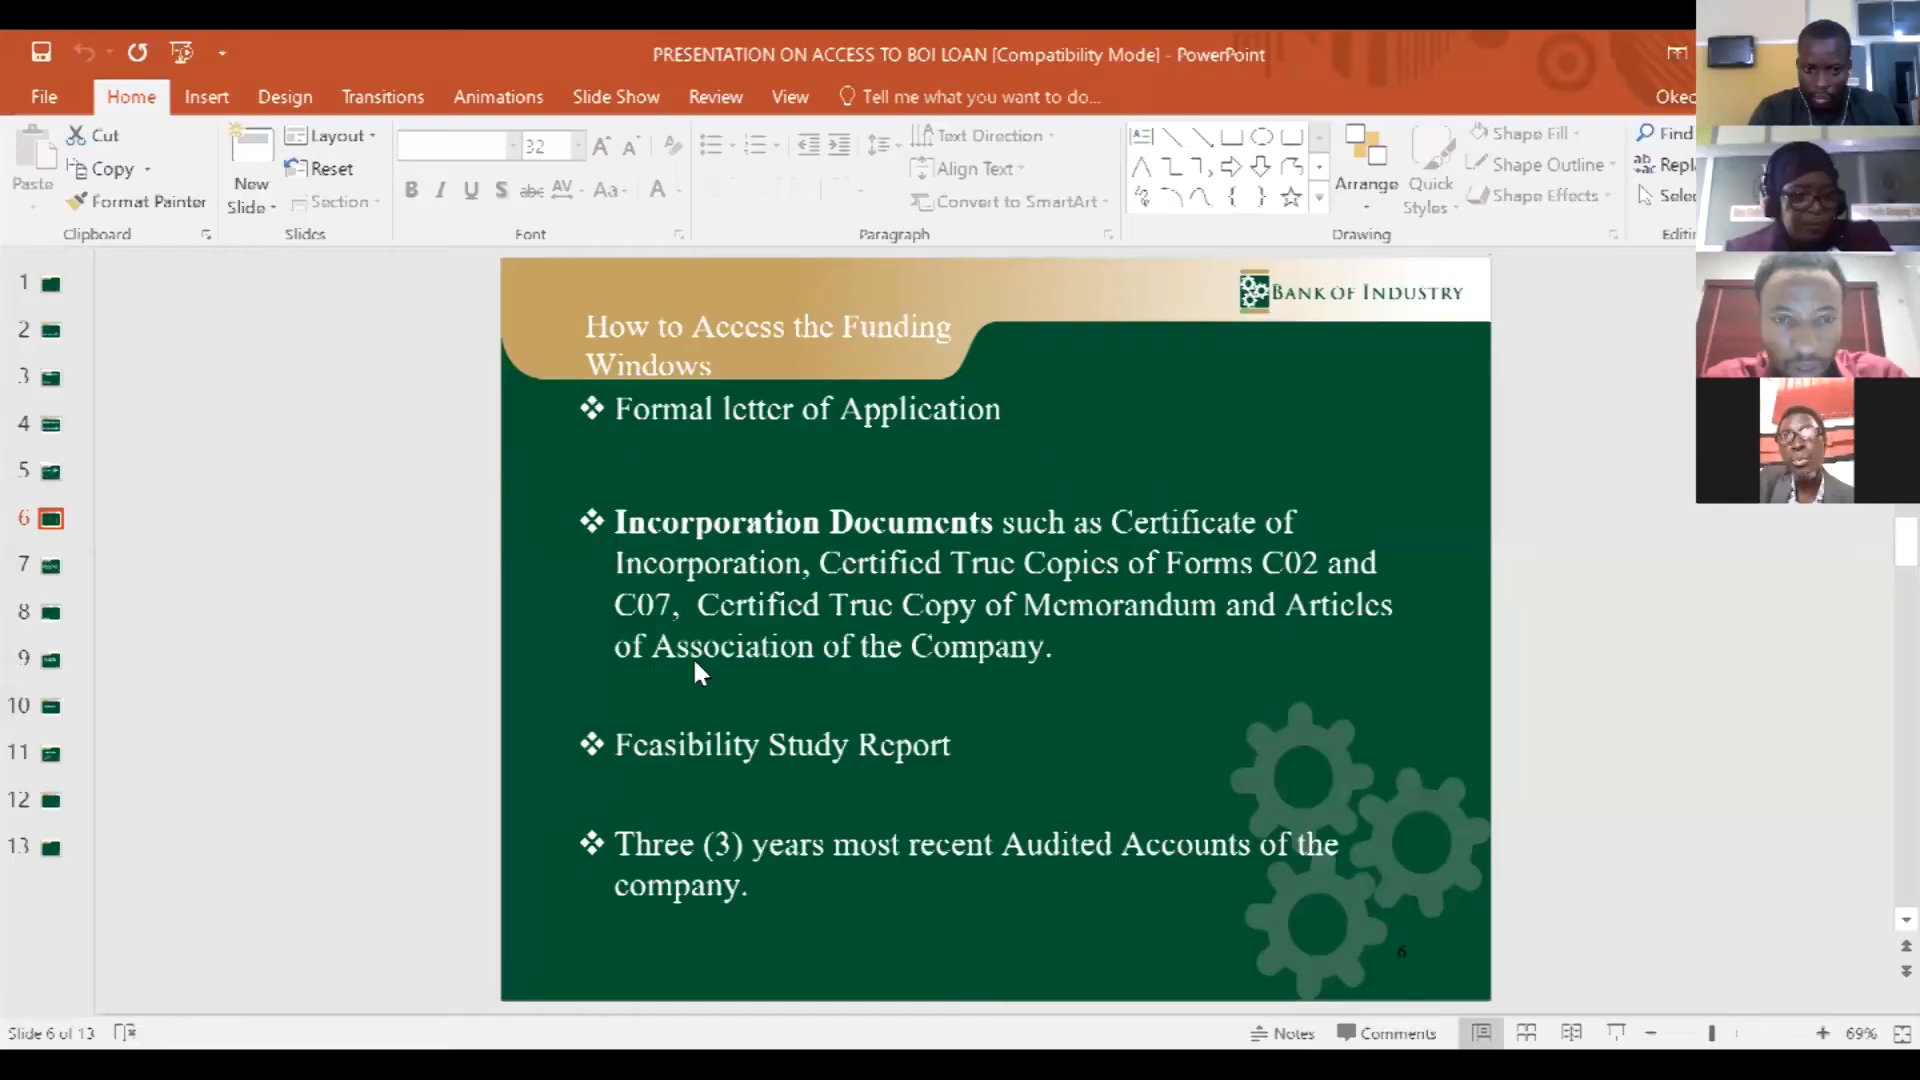 PRESENTATION ON ACCESS TO BOI LOAN [Compatibility Mode] - PowerPoint
File Home Insert Design Transitions Animations Slide Show Review View Tell me what you want to do...
Cut
Copy
Format Painter
Paste
Clipboard
New
Slide
Layout
Reset
Section
Slides
32
B I U S abc AV Aa A
Font
Text Direction
Align Text
Convert to SmartArt
Paragraph
Arrange
Quick
Styles
Shape Fill
Shape Outline
Shape Effects
Drawing
Find
1
2
3
4
5
6
7
8
9
10
11
12
13
BANK OF INDUSTRY
How to Access the Funding
Windows
❖ Formal letter of Application
❖ Incorporation Documents such as Certificate of
Incorporation, Certified True Copies of Forms C02 and
C07, Certified True Copy of Memorandum and Articles
of Association of the Company.
❖ Feasibility Study Report
❖ Three (3) years most recent Audited Accounts of the
company.
6
Slide 6 of 13
Notes Comments 69%